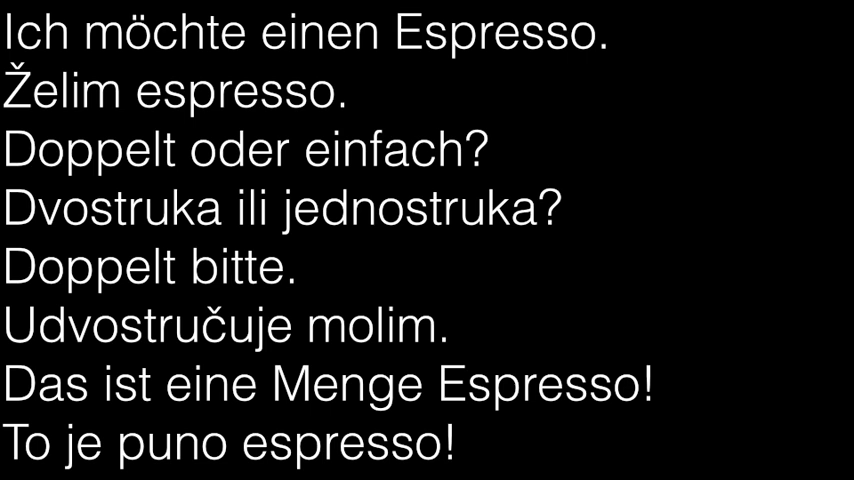 Ich möchte einen Espresso.
Želim espresso.
Doppelt oder einfach?
Dvostruka ili jednostruka?
Doppelt bitte.
Udvostručuje molim.
Das ist eine Menge Espresso!
To je puno espresso!